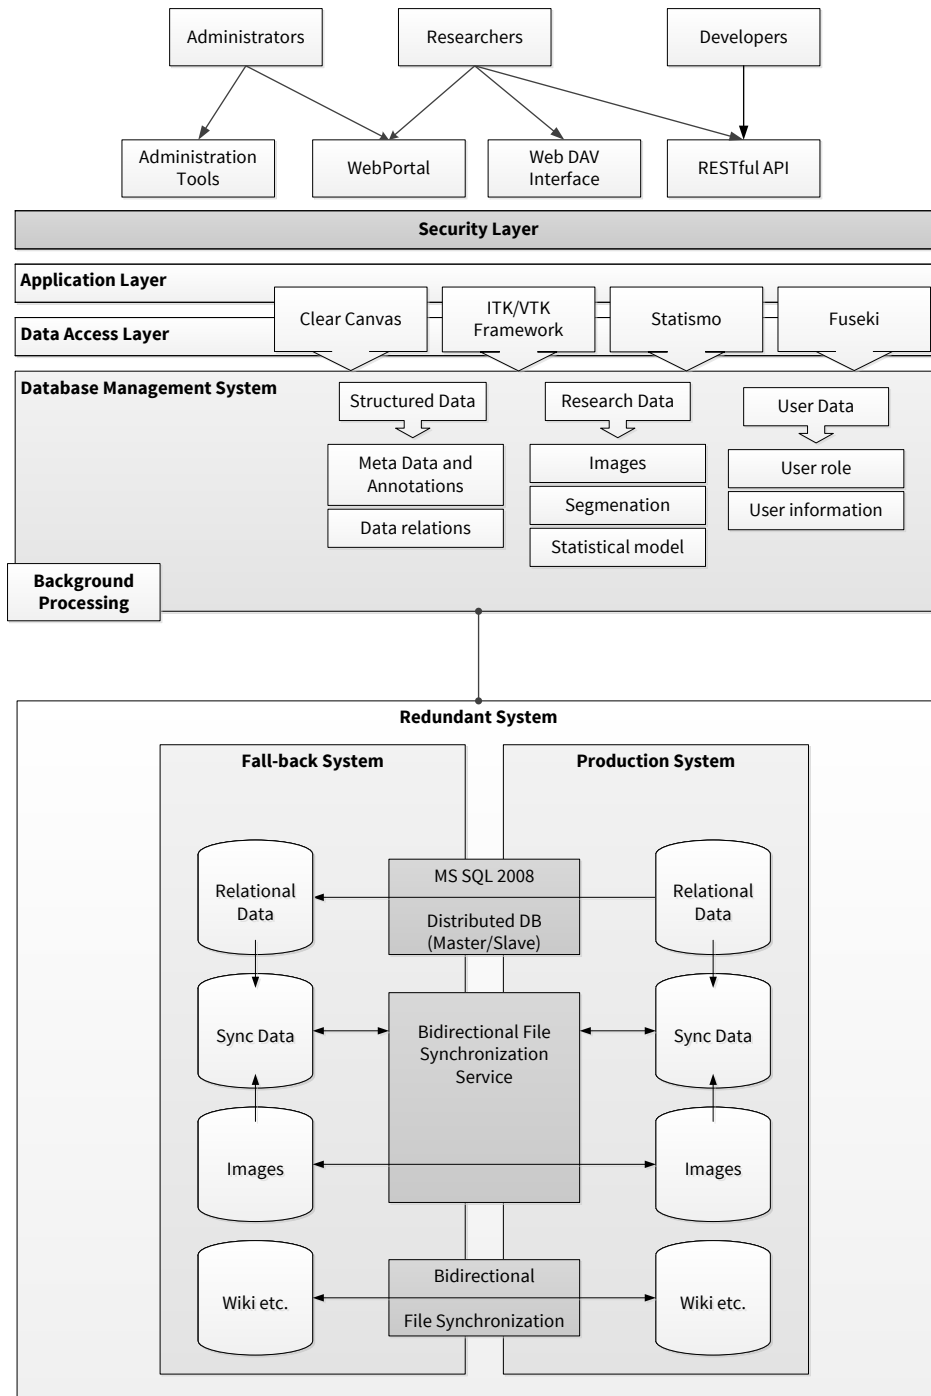 Administrators
Researchers
Developers
Administration
Tools
WebPortal
Web DAV
Interface
RESTful API
Security Layer
Application Layer
Data Access Layer
Clear Canvas
ITK/VTK
Framework
Statismo
Fuseki
Database Management System
Structured Data
Meta Data and
Annotations
Data relations
Research Data
Images
Segmenation
Statistical model
User Data
User role
User information
Background
Processing
Redundant System
Fall-back System
Production System
Relational
Data
MS SQL 2008
Distributed DB
(Master/Slave)
Relational
Data
Sync Data
Bidirectional File
Synchronization
Service
Sync Data
Images
Images
Wiki etc.
Bidirectional
File Synchronization
Wiki etc.